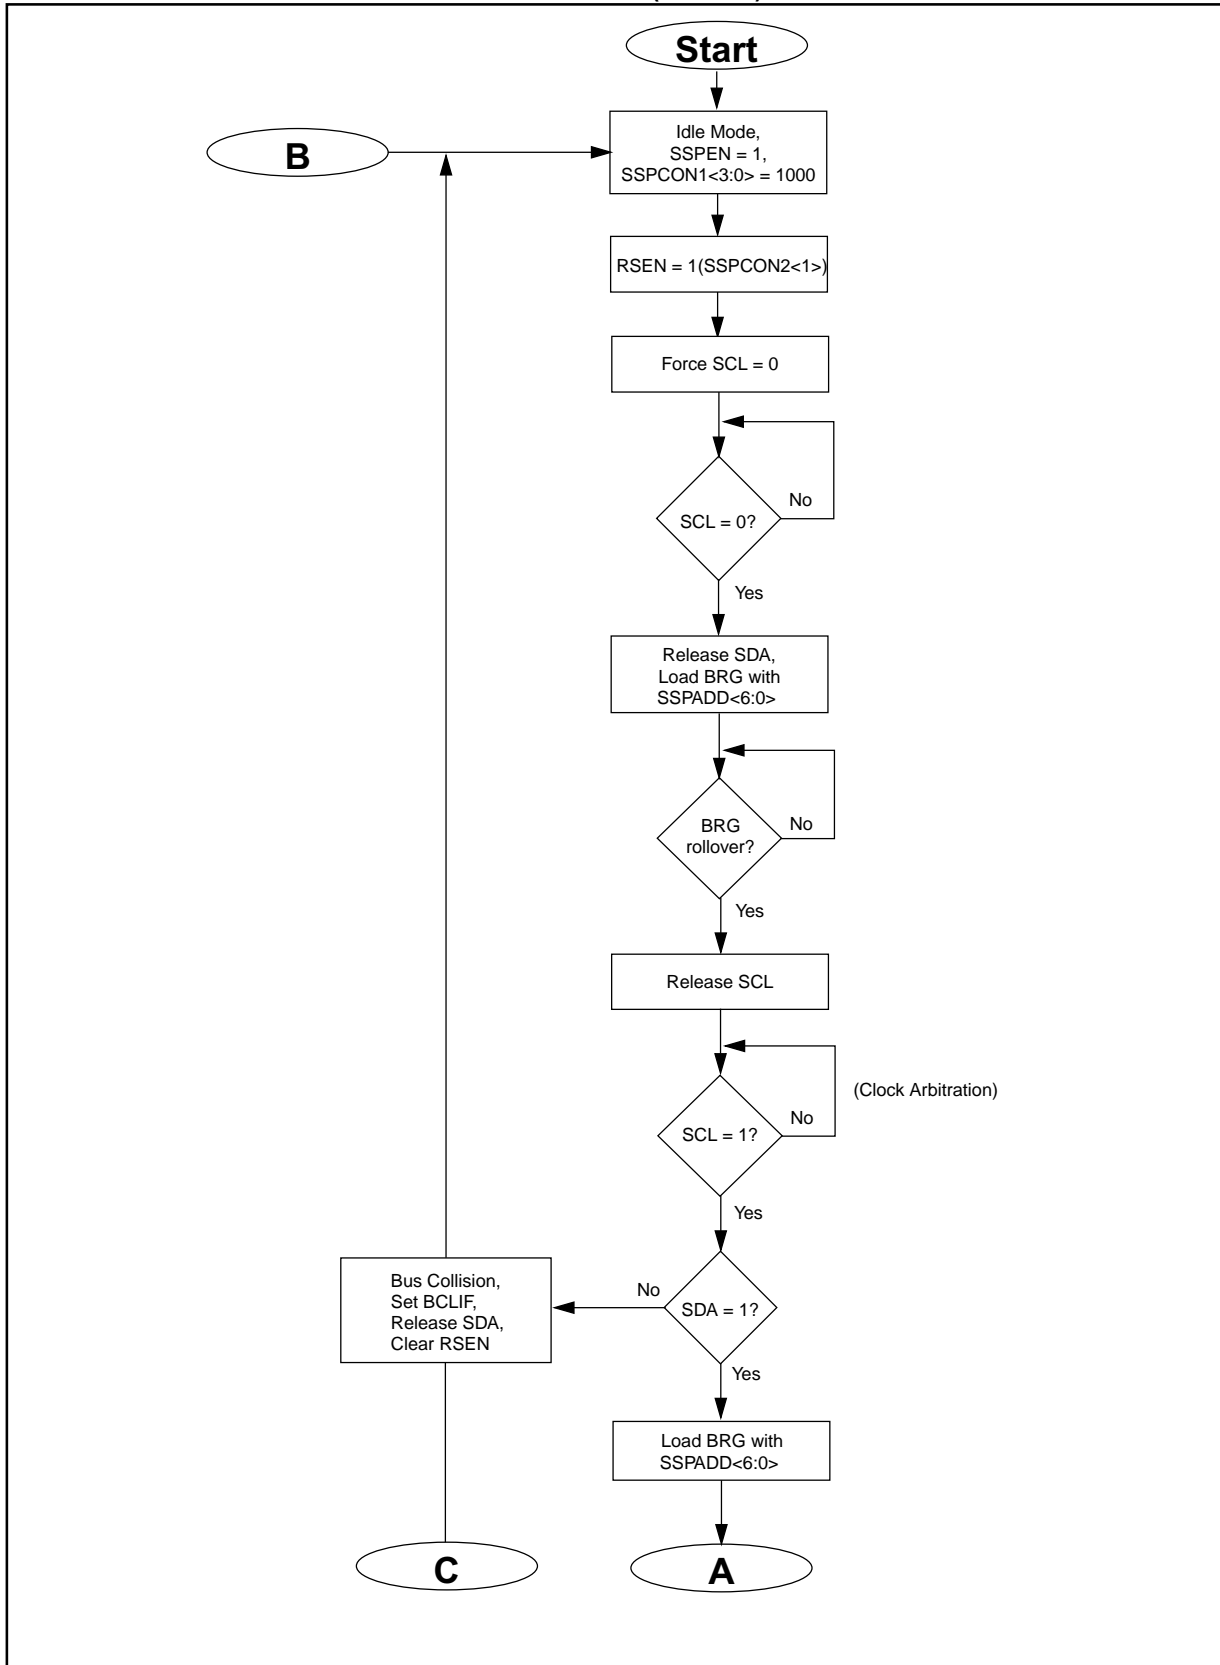 Start
B
Idle Mode,
SSPEN = 1,
SSPCON1<3:0> = 1000
RSEN = 1(SSPCON2<1>)
Force SCL = 0
No
SCL = 0?
Yes
Release SDA,
Load BRG with
SSPADD<6:0>
BRG
rollover?
No
Yes
Release SCL
(Clock Arbitration)
No
SCL = 1?
Yes
Bus Collision,
Set BCLIF,
Release SDA,
Clear RSEN
No
SDA = 1?
Yes
Load BRG with
SSPADD<6:0>
C
A